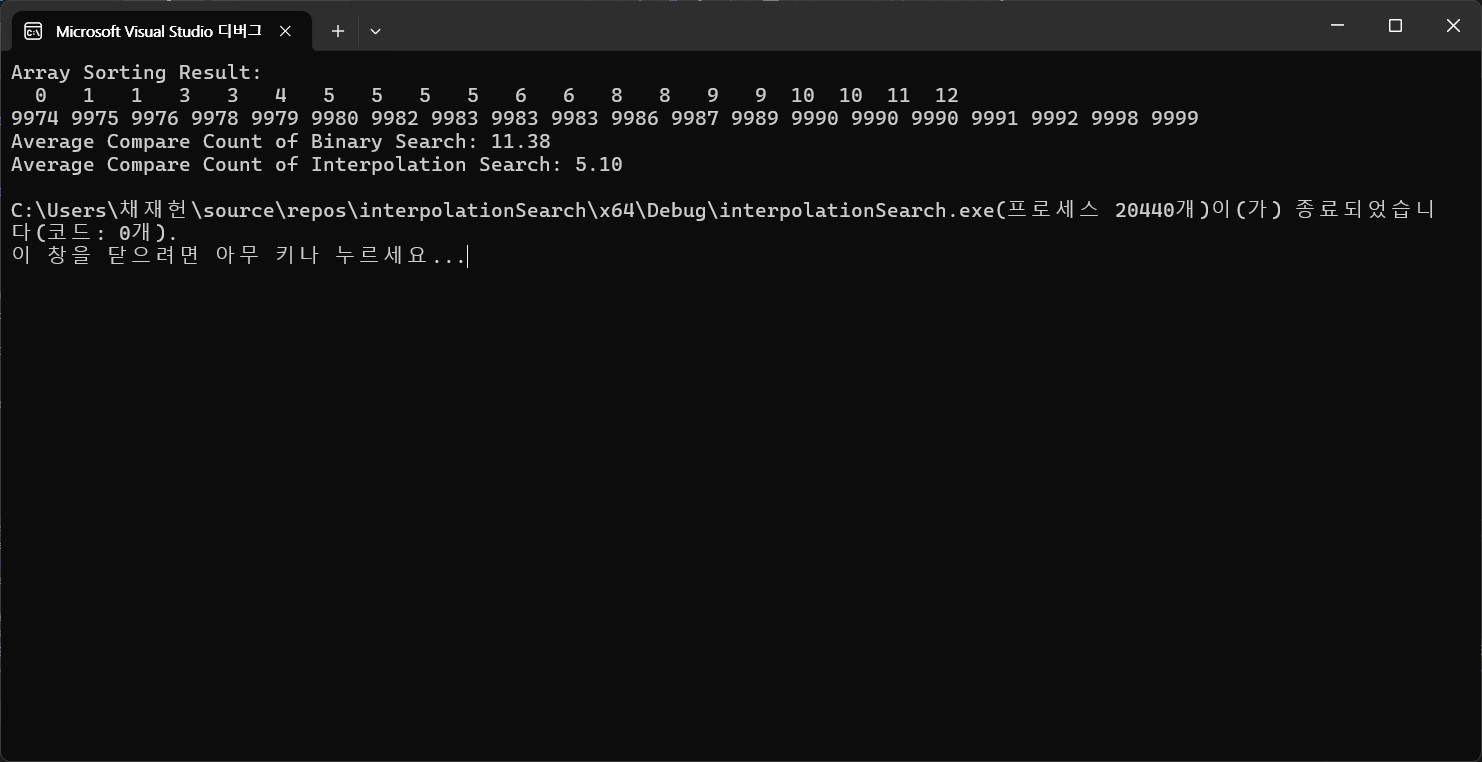 Microsoft Visual Studio 디버그
Array Sorting Result:
0 1 1 3 3 4 5 5 5 5 6 6 8 8 9 9 10 10 11 12
9974 9975 9976 9978 9979 9980 9982 9983 9983 9983 9986 9987 9989 9990 9990 9990 9991 9992 9998 9999
Average Compare Count of Binary Search: 11.38
Average Compare Count of Interpolation Search: 5.10
C:\Users\채재헌\source\repos\interpolationSearch\x64\Debug\interpolationSearch.exe(프로세스 20440개)이(가) 종료되었습니
다(코드: 0개).
이 창을 닫으려면 아무 키나 누르세요...